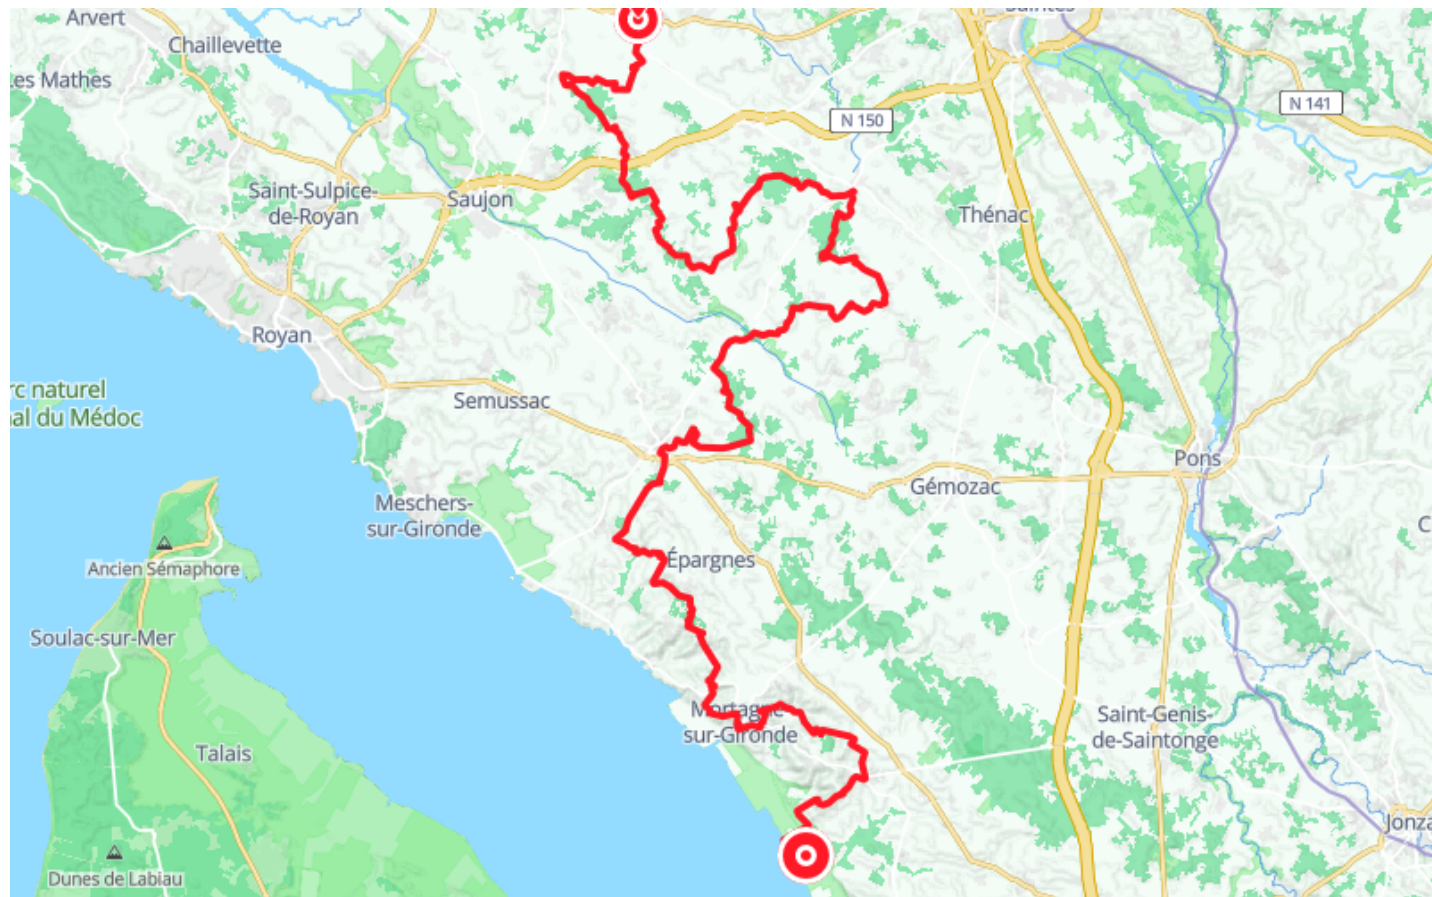 Arvert
Saintes
Chaillevette
es Mathes
N 141
N 150
Saint-Sulpice-
de-Royan
Saujon
Thénac
Royan
rc naturel
al du Médoc
Semussac
Pons
Gémozac
Meschers-
sur-Gironde
Épargnes
Ancien Sémaphore
Soulac-sur-Mer
Mortagne-
sur-Gironde
Saint-Genis-
de-Saintonge
Talais
Jonza
Dunes de Labiau
C